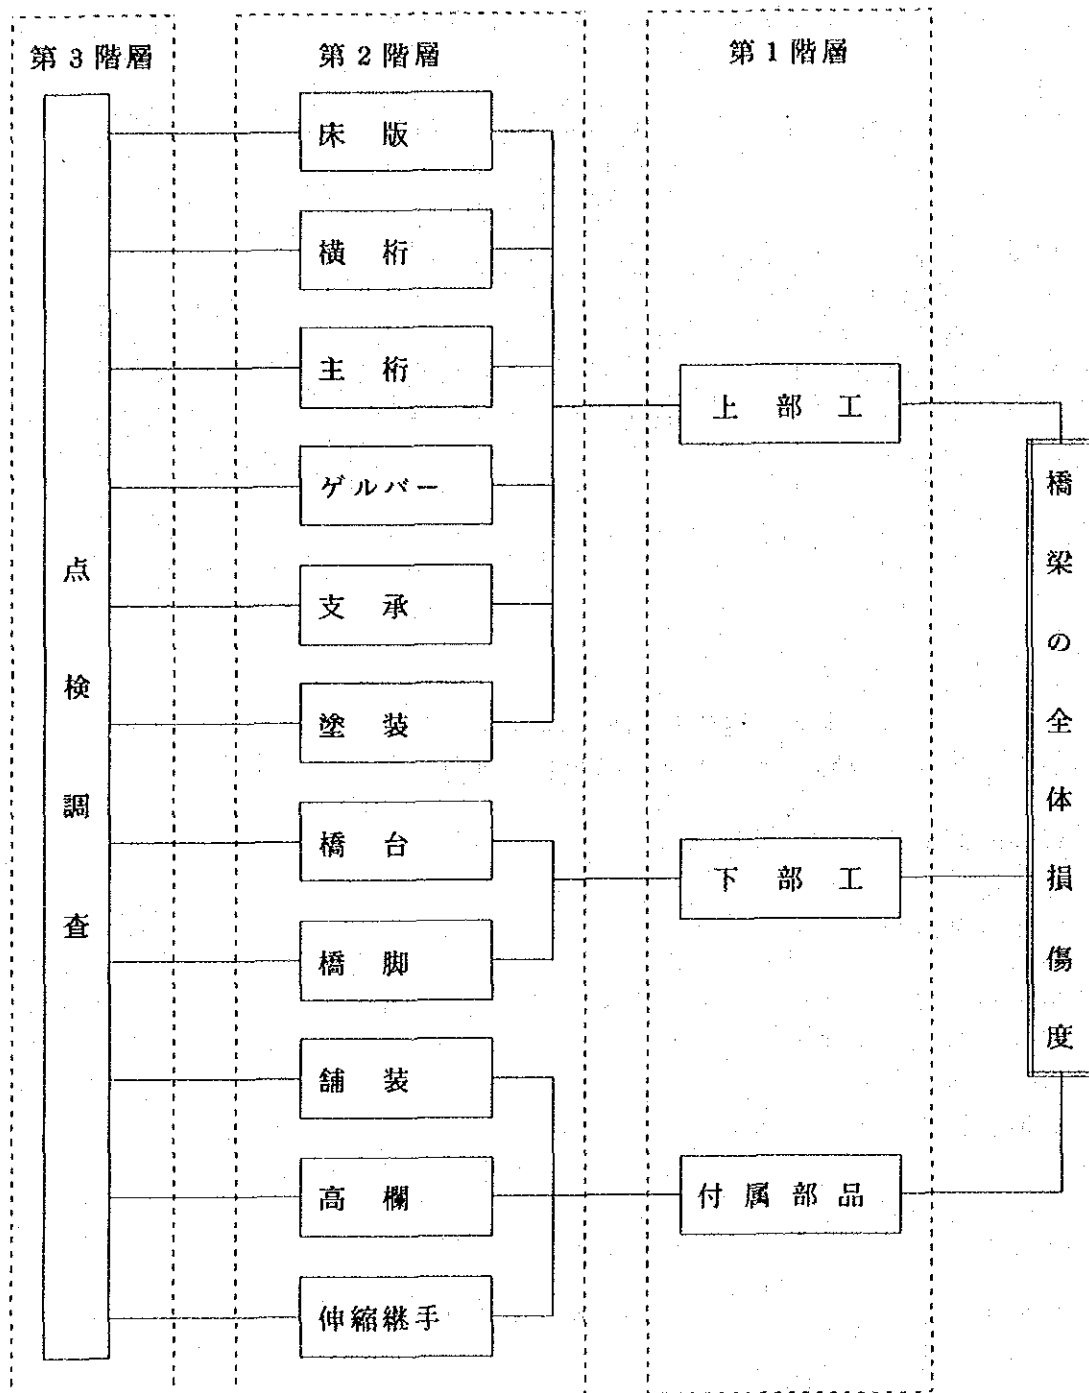 第3階層
第2階層
第1階層
点検調査
床版
横桁
主桁
ゲルバー
支承
塗装
橋台
橋脚
舗装
高欄
伸縮継手
上部工
下部工
付属部品
橋梁の全体損傷度